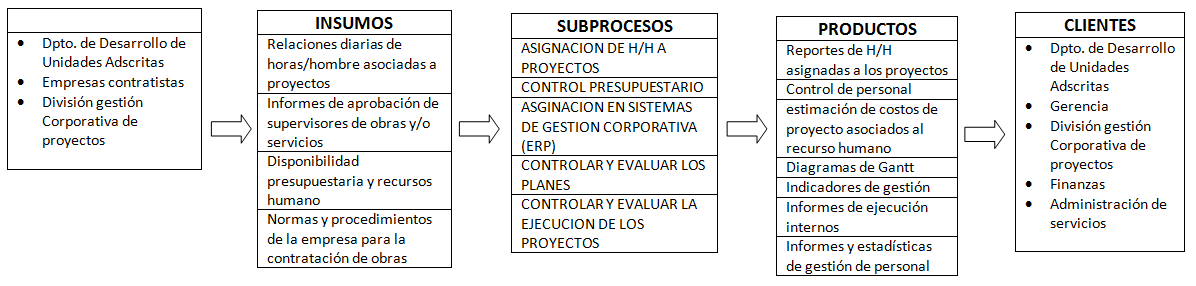 • Dpto. de Desarrollo de
Unidades Adscritas
• Empresas contratistas
• División gestión
Corporativa de
proyectos
INSUMOS
Relaciones diarias de
horas/hombre asociadas a
proyectos
Informes de aprobación de
supervisores de obras y/o
servicios
Disponibilidad
presupuestaria y recursos
humano
Normas y procedimientos
de la empresa para la
contratación de obras
SUBPROCESOS
ASIGNACION DE H/H A
PROYECTOS
CONTROL PRESUPUESTARIO
ASGINACION EN SISTEMAS
DE GESTION CORPORATIVA
(ERP)
CONTROLAR Y EVALUAR LOS
PLANES
CONTROLAR Y EVALUAR LA
EJECUCION DE LOS
PROYECTOS
PRODUCTOS
Reportes de H/H
asignadas a los proyectos
Control de personal
estimación de costos de
proyecto asociados al
recurso humano
Diagramas de Gantt
Indicadores de gestión
Informes de ejecución
internos
Informes y estadísticas
de gestión de personal
CLIENTES
• Dpto. de Desarrollo
de Unidades
Adscritas
• Gerencia
• División gestión
Corporativa de
proyectos
• Finanzas
• Administración de
servicios